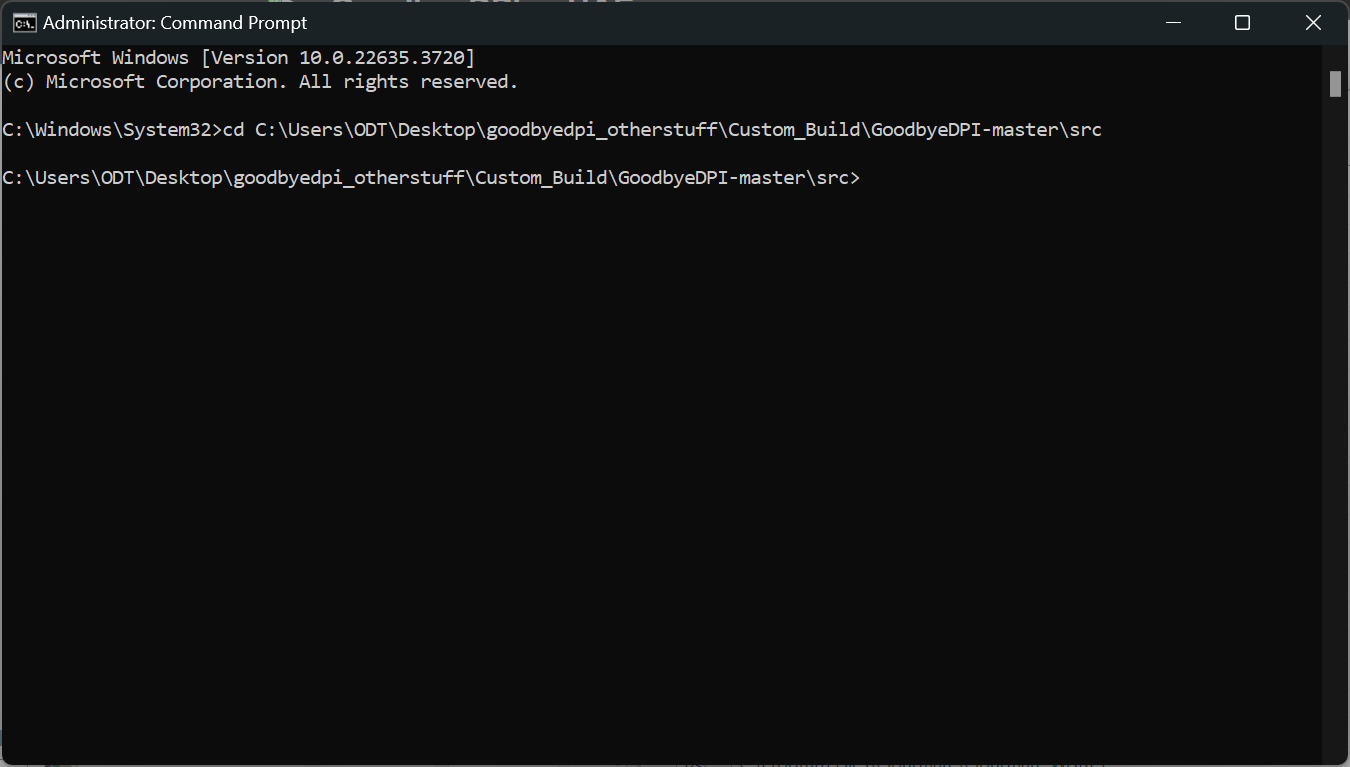 Administrator: Command Prompt
Microsoft Windows [Version 10.0.22635.3720]
(c) Microsoft Corporation. All rights reserved.
C:\Windows\System32>cd C:\Users\ODT\Desktop\goodbyedpi_otherstuff\Custom_Build\GoodbyeDPI-master\src
C:\Users\ODT\Desktop\goodbyedpi_otherstuff\Custom_Build\GoodbyeDPI-master\src>